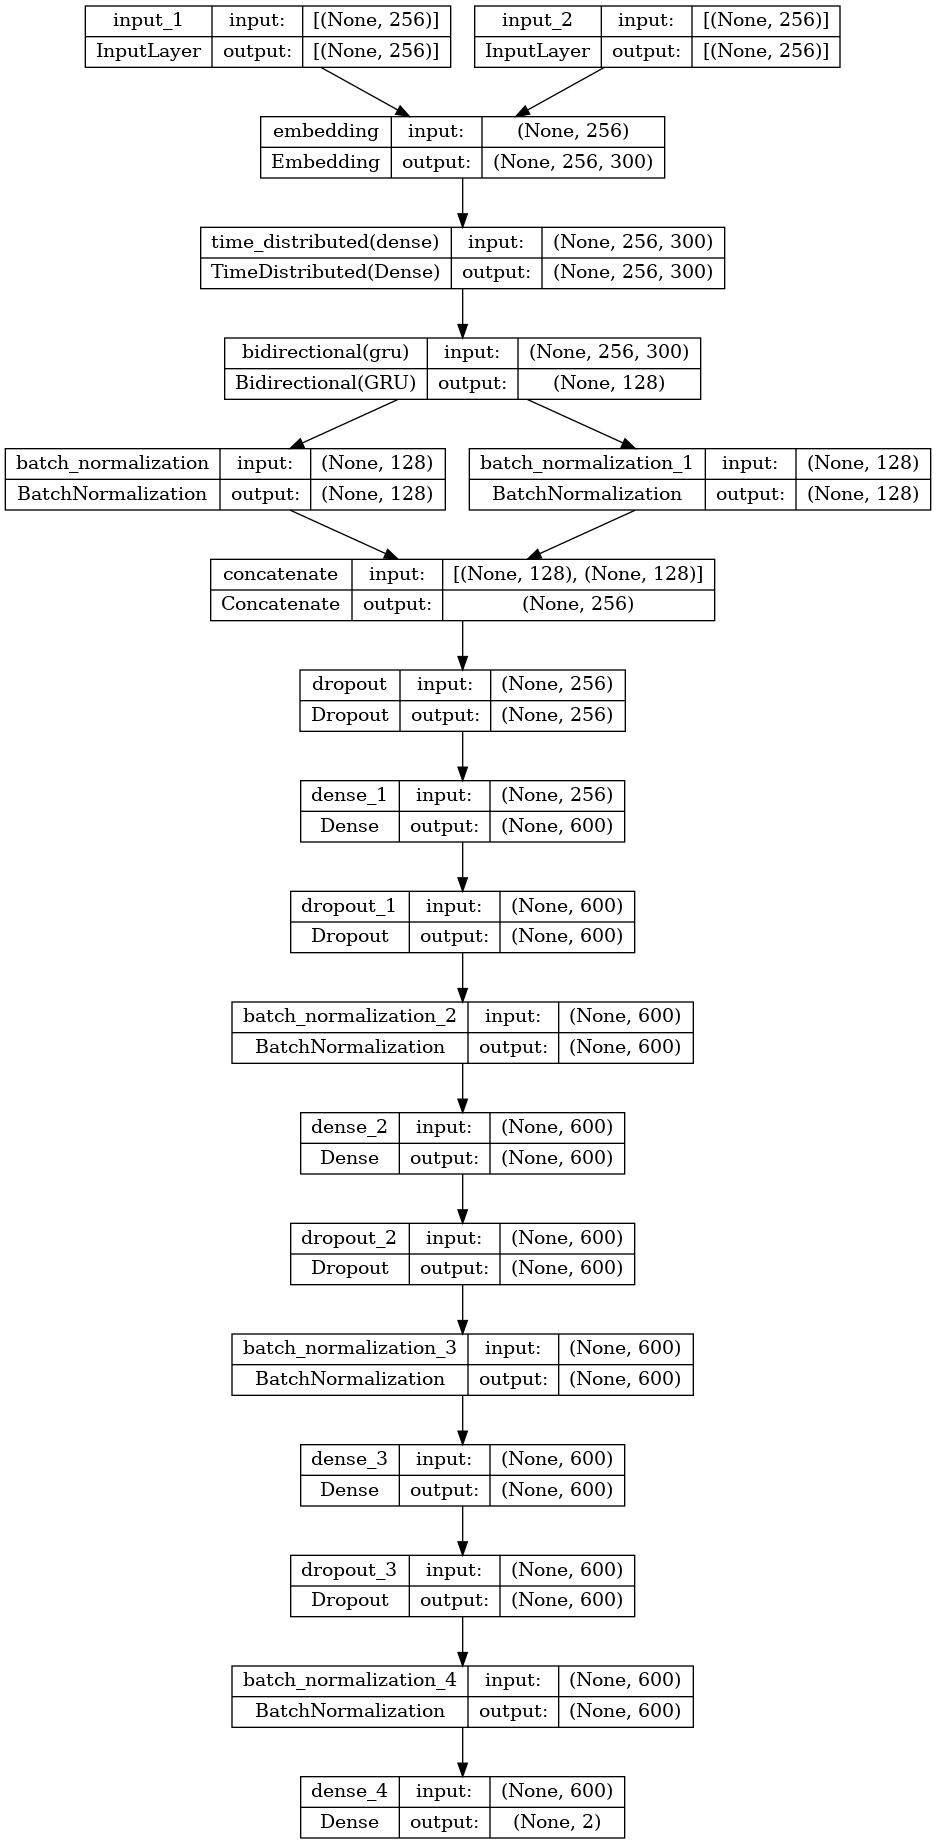 input_1 input: [(None, 256)] input_2 input: [(None, 256)]
InputLayer output: [(None, 256)] InputLayer output: [(None, 256)]
embedding input: (None, 256)
Embedding output: (None, 256, 300)
time_distributed(dense) input: (None, 256, 300)
TimeDistributed(Dense) output: (None, 256, 300)
bidirectional(gru) input: (None, 256, 300)
Bidirectional(GRU) output: (None, 128)
batch_normalization input: (None, 128) batch_normalization_1 input: (None, 128)
BatchNormalization output: (None, 128) BatchNormalization output: (None, 128)
concatenate input: [(None, 128), (None, 128)]
Concatenate output: (None, 256)
dropout input: (None, 256)
Dropout output: (None, 256)
dense_1 input: (None, 256)
Dense output: (None, 600)
dropout_1 input: (None, 600)
Dropout output: (None, 600)
batch_normalization_2 input: (None, 600)
BatchNormalization output: (None, 600)
dense_2 input: (None, 600)
Dense output: (None, 600)
dropout_2 input: (None, 600)
Dropout output: (None, 600)
batch_normalization_3 input: (None, 600)
BatchNormalization output: (None, 600)
dense_3 input: (None, 600)
Dense output: (None, 600)
dropout_3 input: (None, 600)
Dropout output: (None, 600)
batch_normalization_4 input: (None, 600)
BatchNormalization output: (None, 600)
dense_4 input: (None, 600)
Dense output: (None, 2)